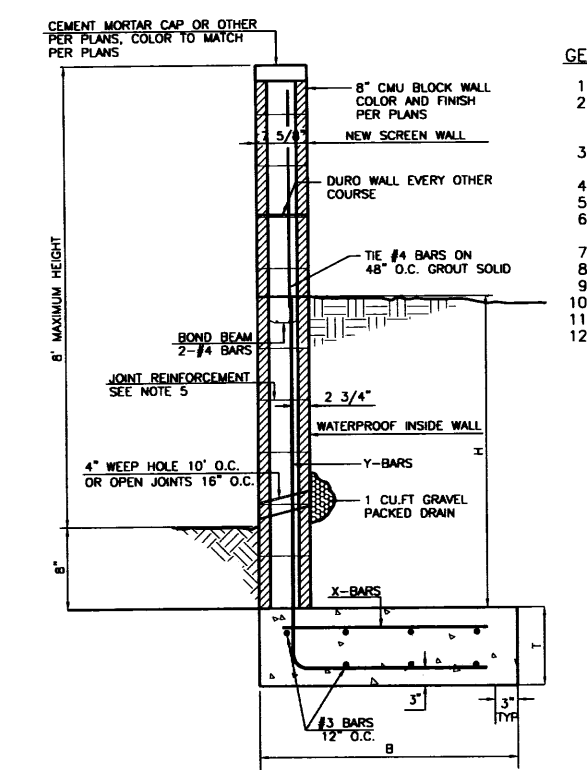 CEMENT MORTAR CAP OR OTHER
PER PLANS, COLOR TO MATCH
PER PLANS
GE
1
2
3
4
5
6
7
8
9
10
11
12
8" CMU BLOCK WALL
COLOR AND FINISH
PER PLANS
7 5/8"
NEW SCREEN WALL
DURO WALL EVERY OTHER
COURSE
TIE #4 BARS ON
48" O.C. GROUT SOLID
8' MAXIMUM HEIGHT
BOND BEAM
2-#4 BARS
JOINT REINFORCEMENT
SEE NOTE 5
2 3/4"
WATERPROOF INSIDE WALL
H
Y-BARS
4" WEEP HOLE 10' O.C.
OR OPEN JOINTS 16" O.C.
1 CU.FT GRAVEL
PACKED DRAIN
8"
X-BARS
T
3"
3"
TYP
#3 BARS
12" O.C.
B